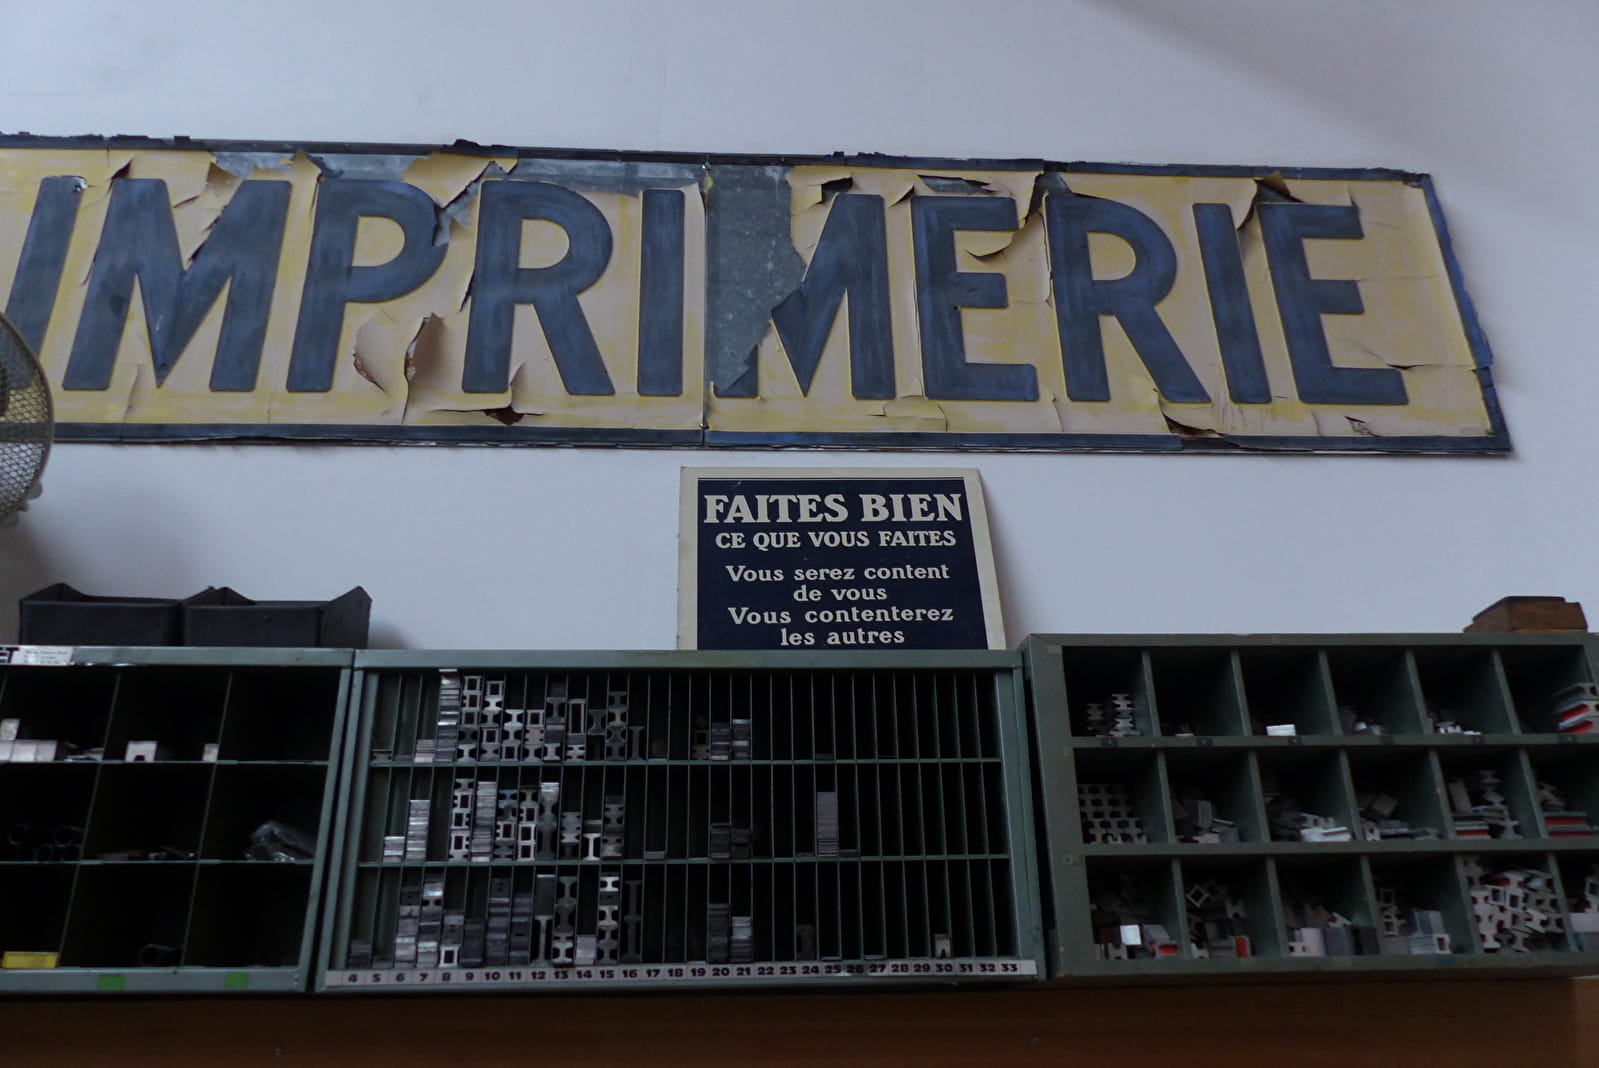 IMPRIMERIE
FAITES BIEN
CE QUE VOUS FAITES
Vous serez content
de vous
Vous contenterez
les autres
4 5 6 7 8 9 10 11 12 13 14 15 16 17 18 19 20 21 22 23 24 25 26 27 28 29 30 31 32 33